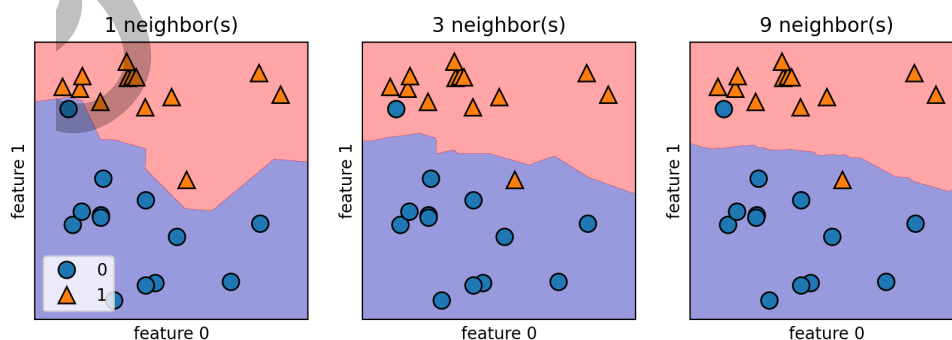 1 neighbor(s)
3 neighbor(s)
9 neighbor(s)
feature 1
feature 1
feature 1
0
1
feature 0
feature 0
feature 0